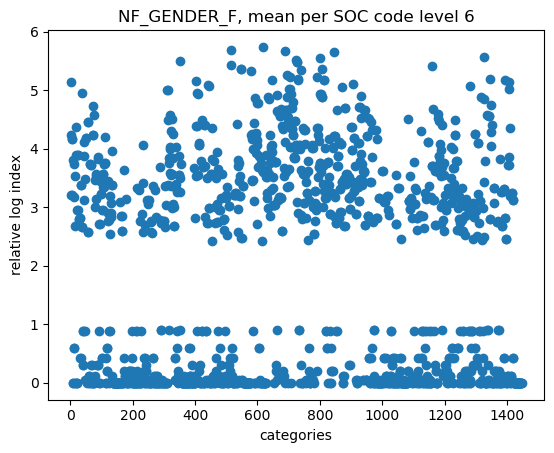 NF_GENDER_F, mean per SOC code level 6
6
5
4
3
2
1
0
relative log index
0 200 400 600 800 1000 1200 1400
categories